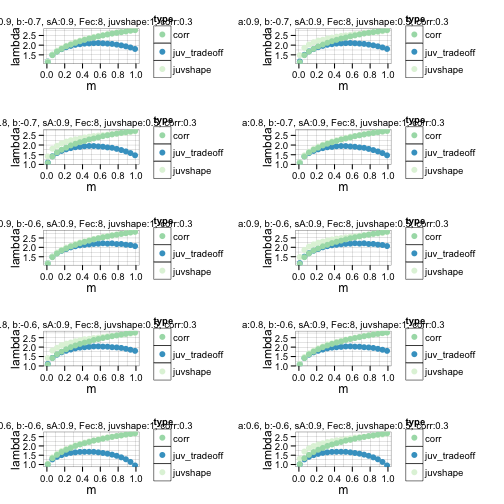 0.9, b:-0.7, sA:0.9, Fec:8, juvshape:1, corr:0.3
type
lambda
2.5
2.0
1.5
0.0 0.2 0.4 0.6 0.8 1.0
m
corr
juv_tradeoff
juvshape
a:0.9, b:-0.7, sA:0.9, Fec:8, juvshape:0.5, corr:0.3
type
lambda
2.5
2.0
1.5
0.0 0.2 0.4 0.6 0.8 1.0
m
corr
juv_tradeoff
juvshape
.8, b:-0.7, sA:0.9, Fec:8, juvshape: corr:0.3
type
lambda
2.5
2.0
1.5
1.0
0.0 0.2 0.4 0.6 0.8 1.0
m
corr
juv_tradeoff
juvshape
a:0.8, b:-0.7, sA:0.9, Fec:8, juvshape: corr:0.3
type
lambda
2.5
2.0
1.5
1.0
0.0 0.2 0.4 0.6 0.8 1.0
m
corr
juv_tradeoff
juvshape
0.9, b:-0.6, sA:0.9, Fec:8, juvshape:1, corr:0.3
type
lambda
2.5
2.0
1.5
0.0 0.2 0.4 0.6 0.8 1.0
m
corr
juv_tradeoff
juvshape
a:0.9, b:-0.6, sA:0.9, Fec:8, juvshape:0.5, corr:0.3
type
lambda
2.5
2.0
1.5
0.0 0.2 0.4 0.6 0.8 1.0
m
corr
juv_tradeoff
juvshape
.8, b:-0.6, sA:0.9, Fec:8, juvshape: corr:0.3
type
lambda
2.5
2.0
1.5
1.0
0.0 0.2 0.4 0.6 0.8 1.0
m
corr
juv_tradeoff
juvshape
a:0.8, b:-0.6, sA:0.9, Fec:8, juvshape:1, corr:0.3
type
lambda
2.5
2.0
1.5
1.0
0.0 0.2 0.4 0.6 0.8 1.0
m
corr
juv_tradeoff
juvshape
0.6, b:-0.6, sA:0.9, Fec:8, juvshape:1, corr:0.3
type
lambda
2.5
2.0
1.5
1.0
0.0 0.2 0.4 0.6 0.8 1.0
m
corr
juv_tradeoff
juvshape
a:0.6, b:-0.6, sA:0.9, Fec:8, juvshape:0.5, corr:0.3
type
lambda
2.5
2.0
1.5
1.0
0.0 0.2 0.4 0.6 0.8 1.0
m
corr
juv_tradeoff
juvshape